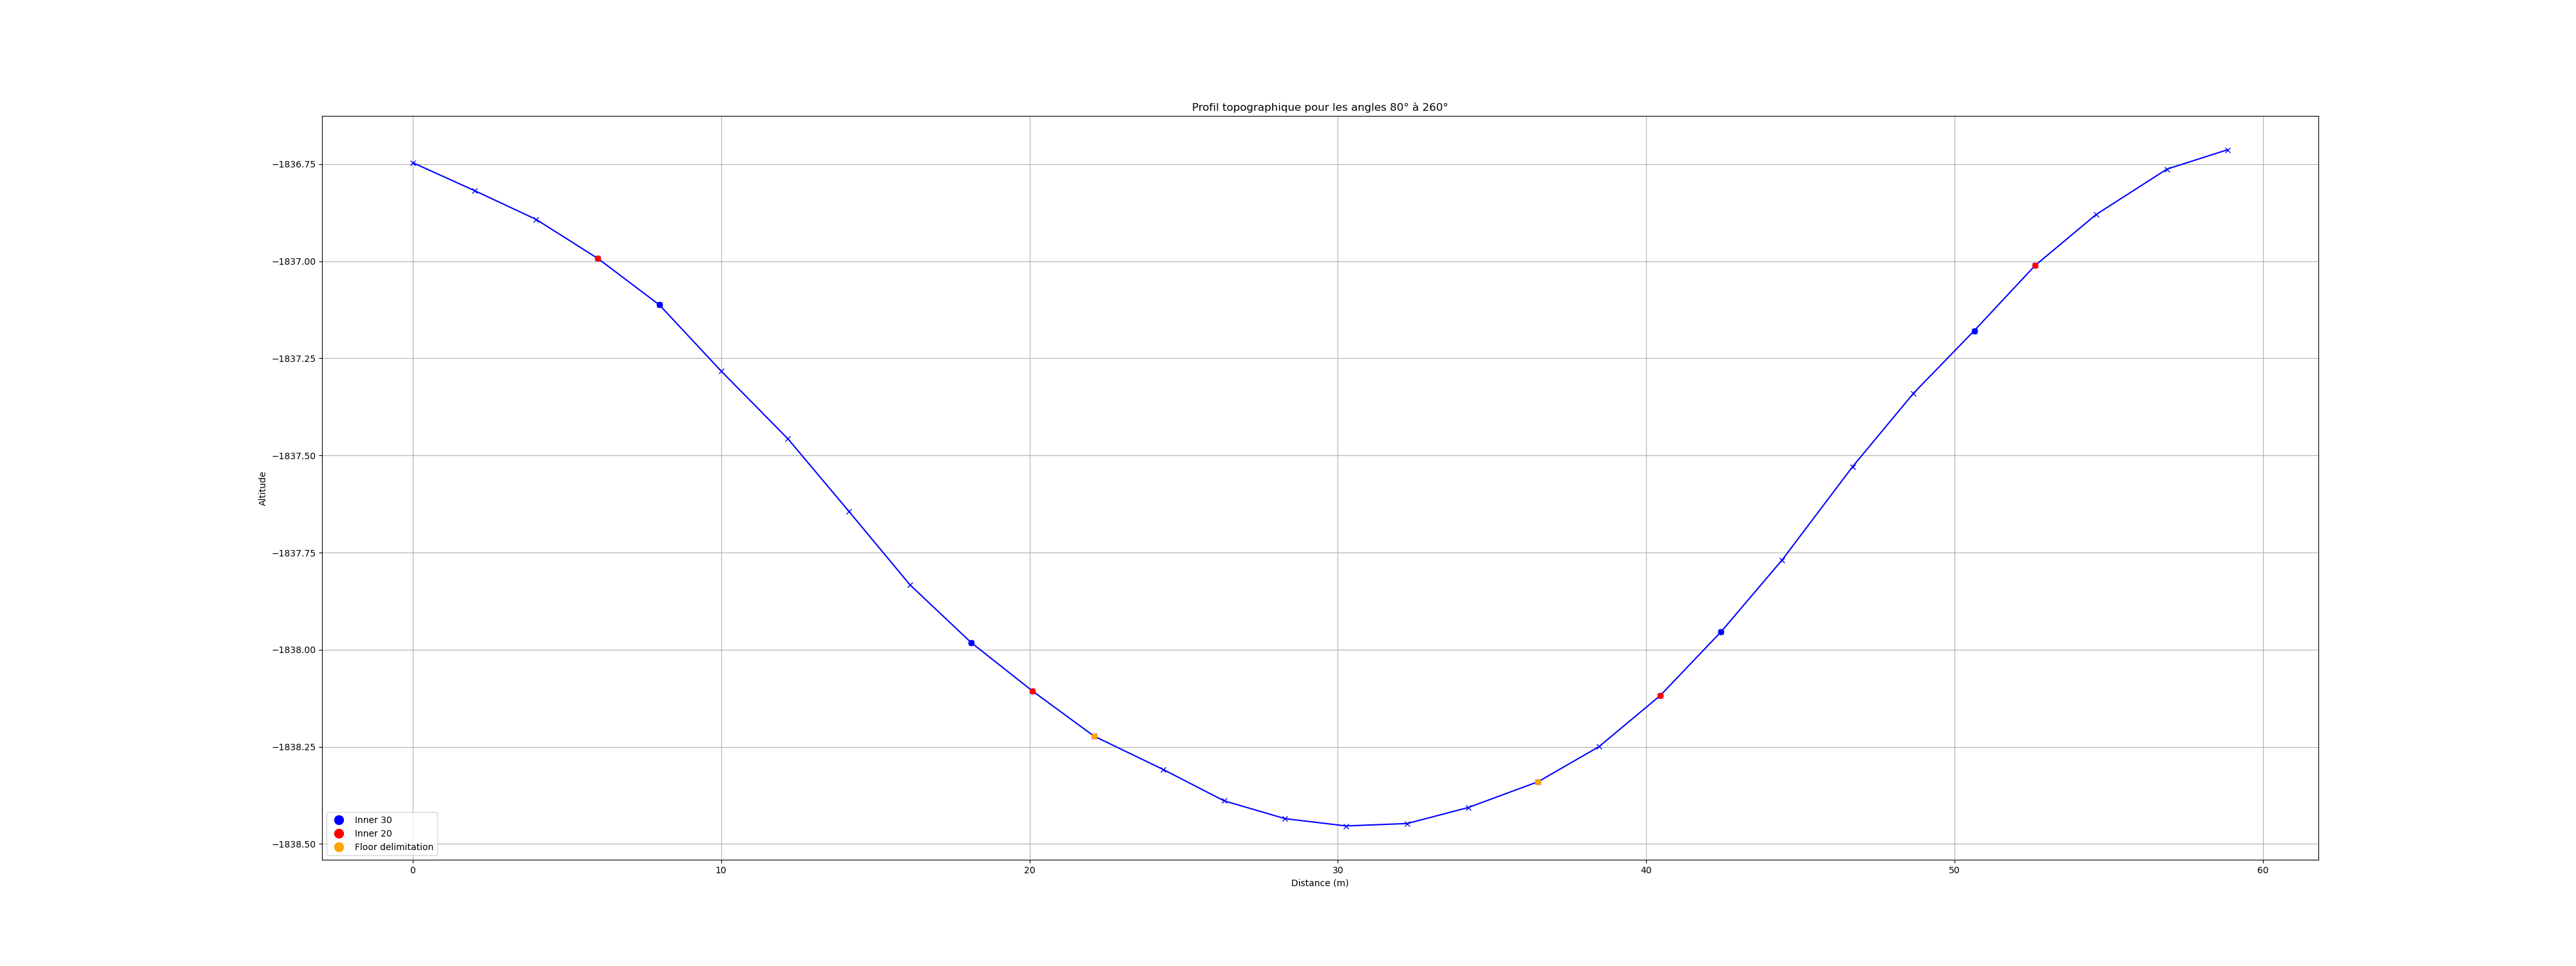 Profil topographique pour les angles 80° à 260°
Altitude
−1836.75
−1837.00
−1837.25
−1837.50
−1837.75
−1838.00
−1838.25
−1838.50
Inner 30
Inner 20
Floor delimitation
0 10 20 30 40 50 60
Distance (m)